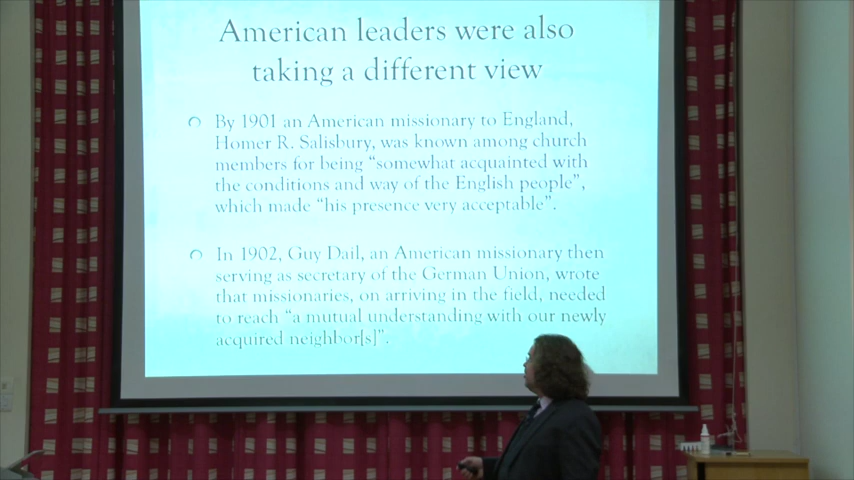 American leaders were also
taking a different view
By 1901 an American missionary to England,
Homer R. Salisbury, was known among church
members for being “somewhat acquainted with
the conditions and way of the English people”,
which made “his presence very acceptable”.
In 1902, Guy Dail, an American missionary then
serving as secretary of the German Union, wrote
that missionaries, on arriving in the field, needed
to reach “a mutual understanding with our newly
acquired neighbor[s]”.